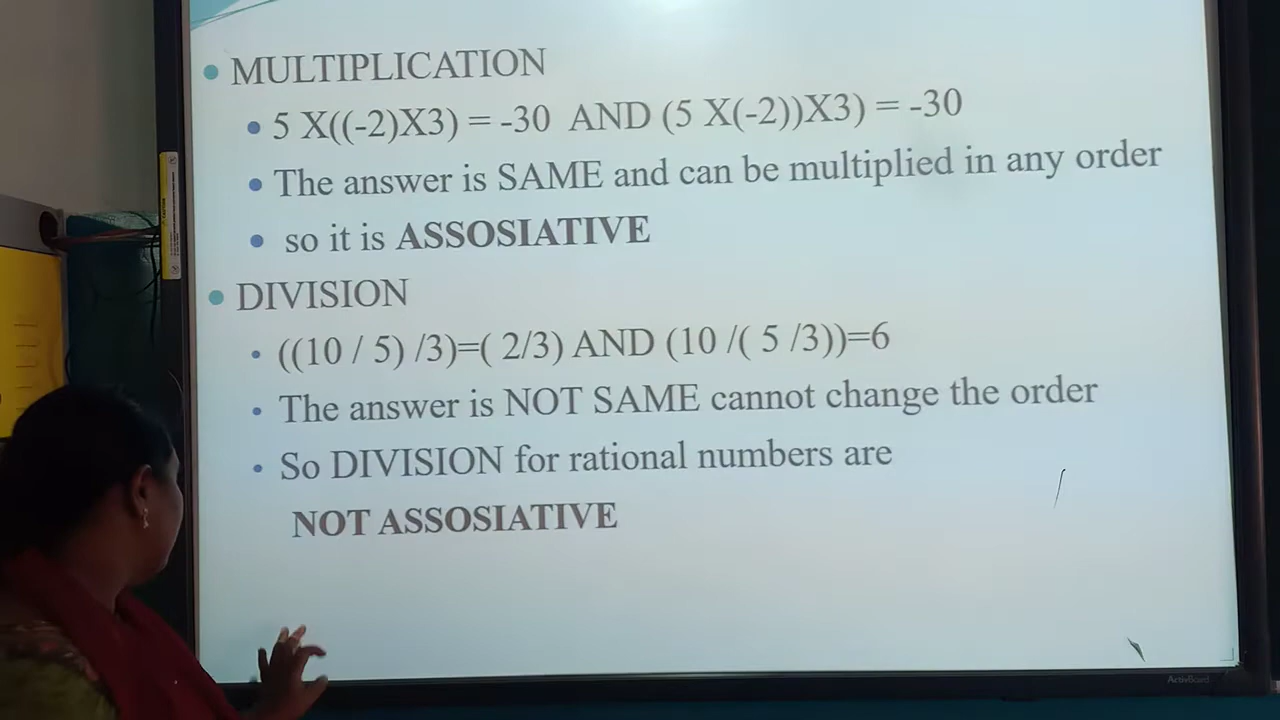 MULTIPLICATION
5 X((-2)X3) = -30 AND (5 X(-2))X3) = -30
The answer is SAME and can be multiplied in any order
so it is ASSOSIATIVE
DIVISION
((10 / 5) /3)=( 2/3) AND (10 /( 5 /3))=6
The answer is NOT SAME cannot change the order
So DIVISION for rational numbers are
NOT ASSOSIATIVE
ActivBoard